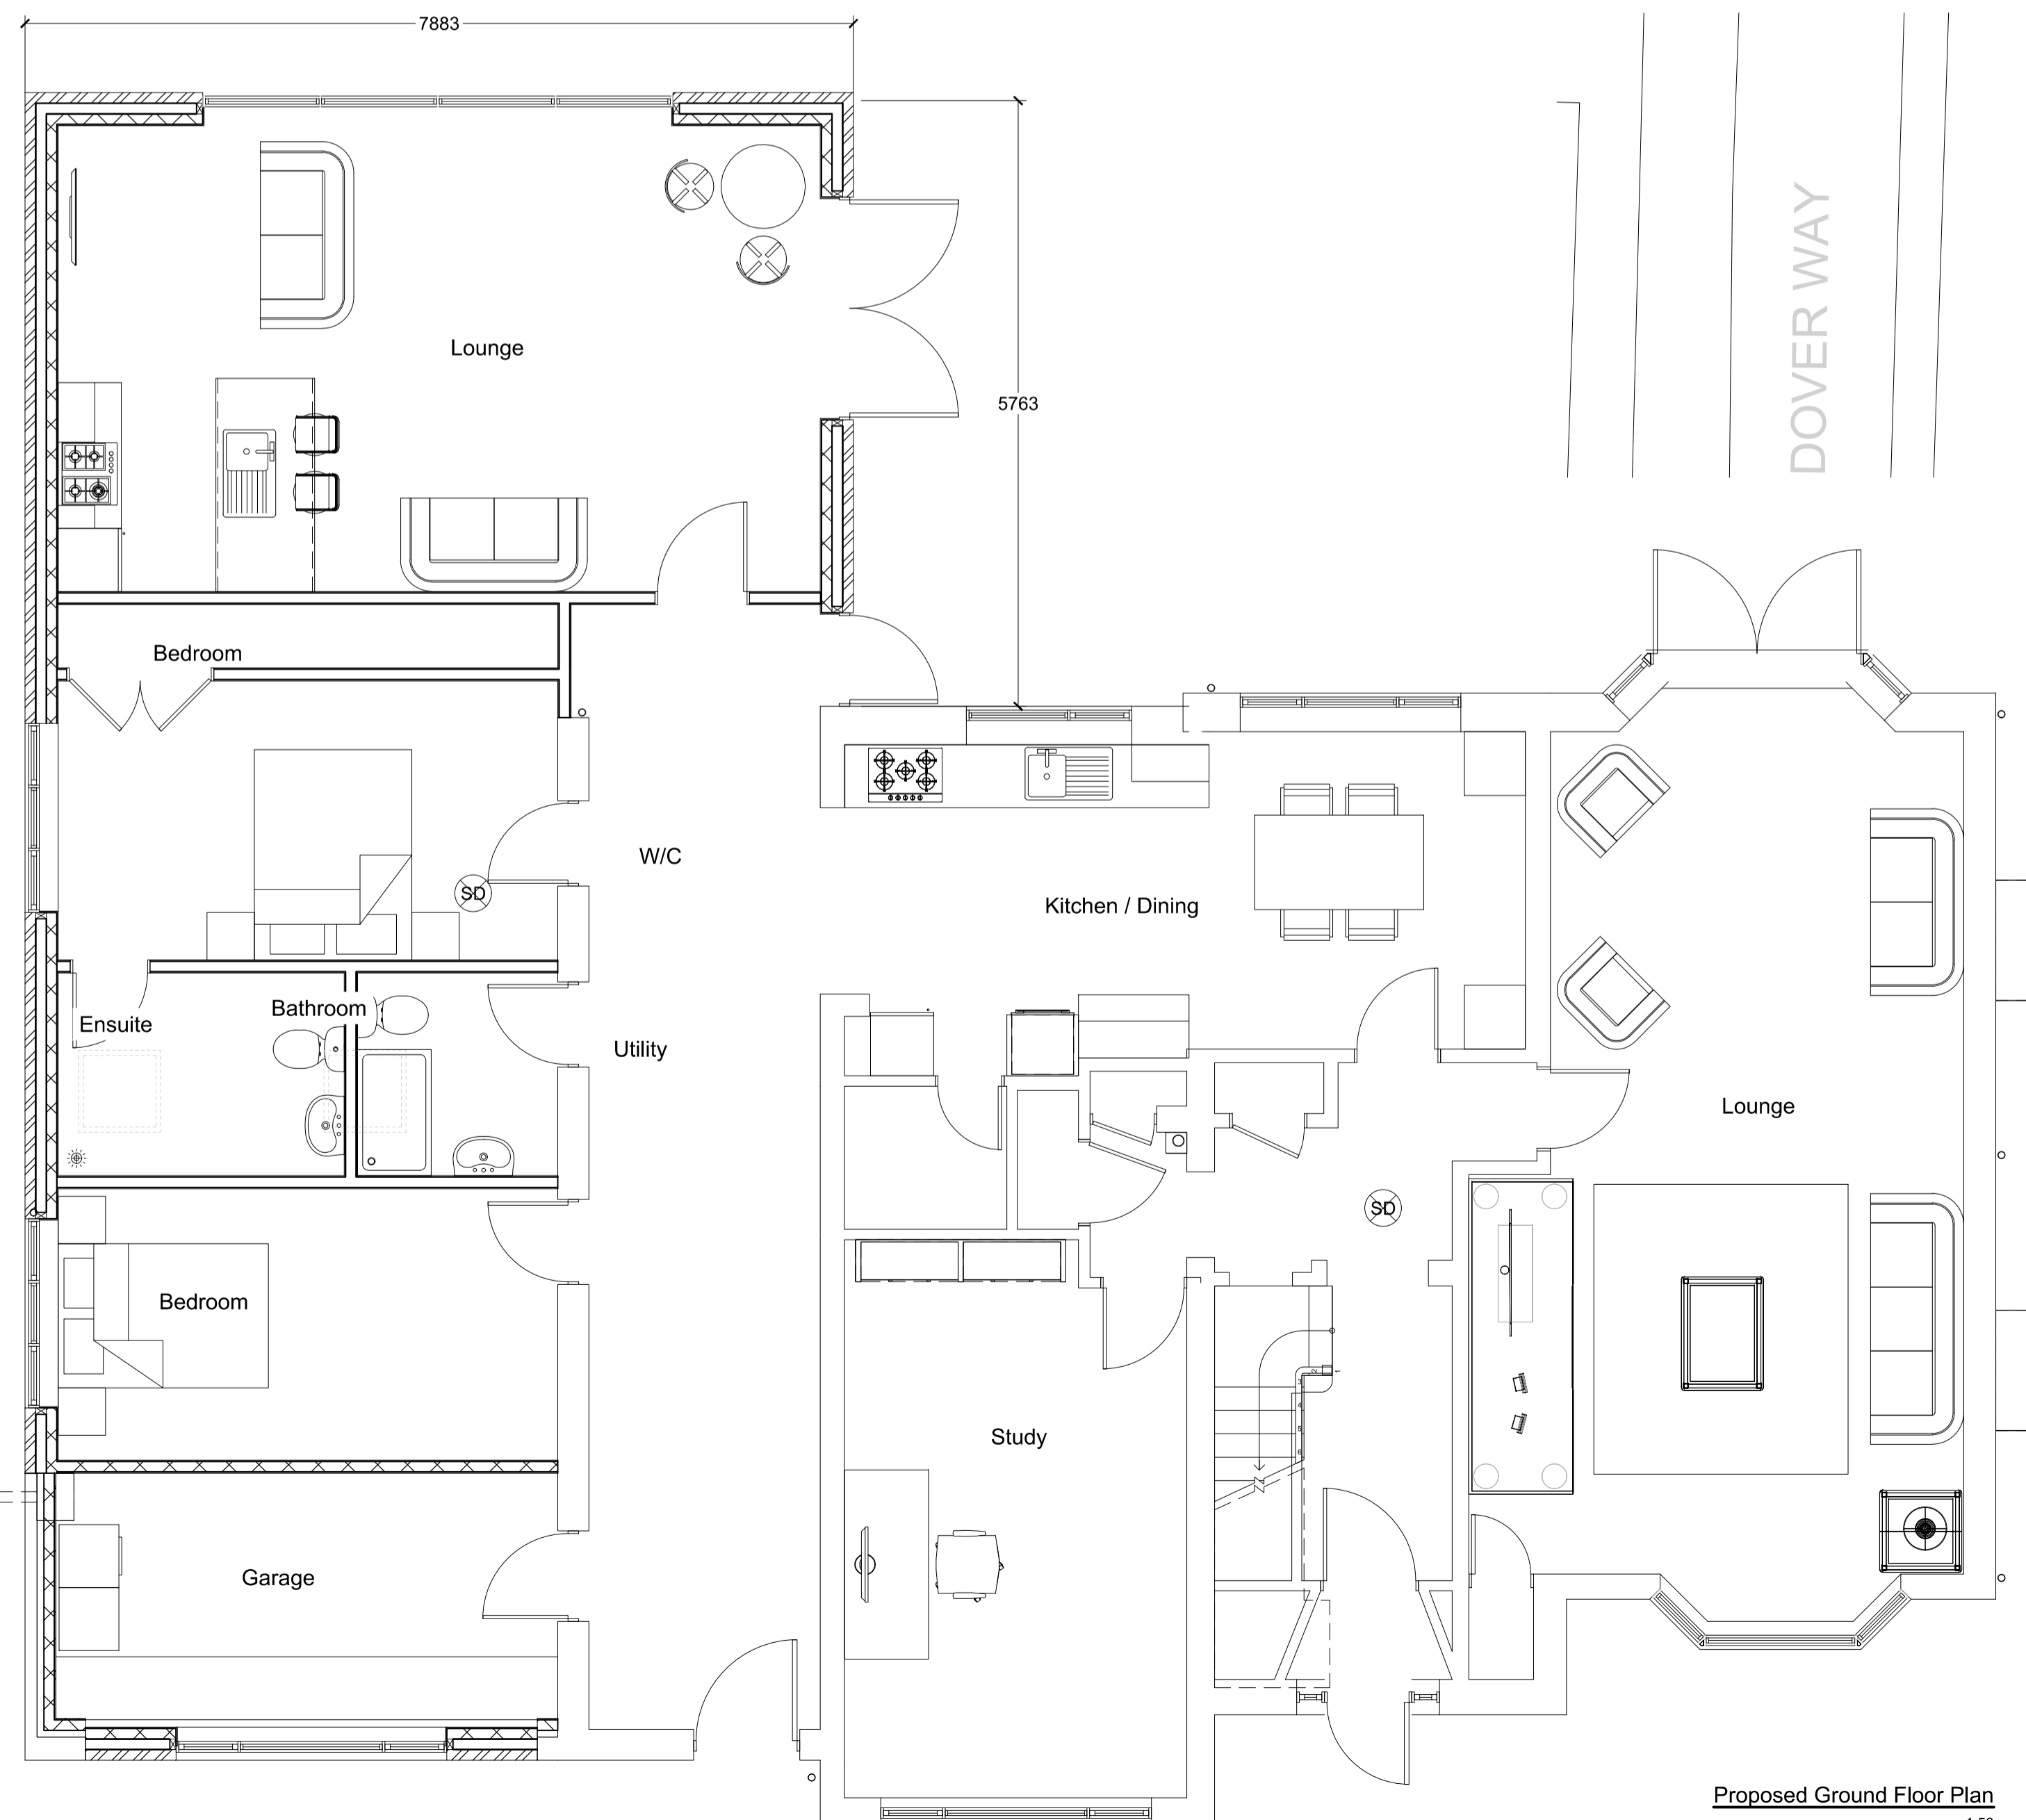 7883
DOVER WAY
Lounge
5763
Bedroom
W/C
SD
Kitchen / Dining
Bathroom
Ensuite
Utility
Lounge
SD
Bedroom
Study
Garage
Proposed Ground Floor Plan